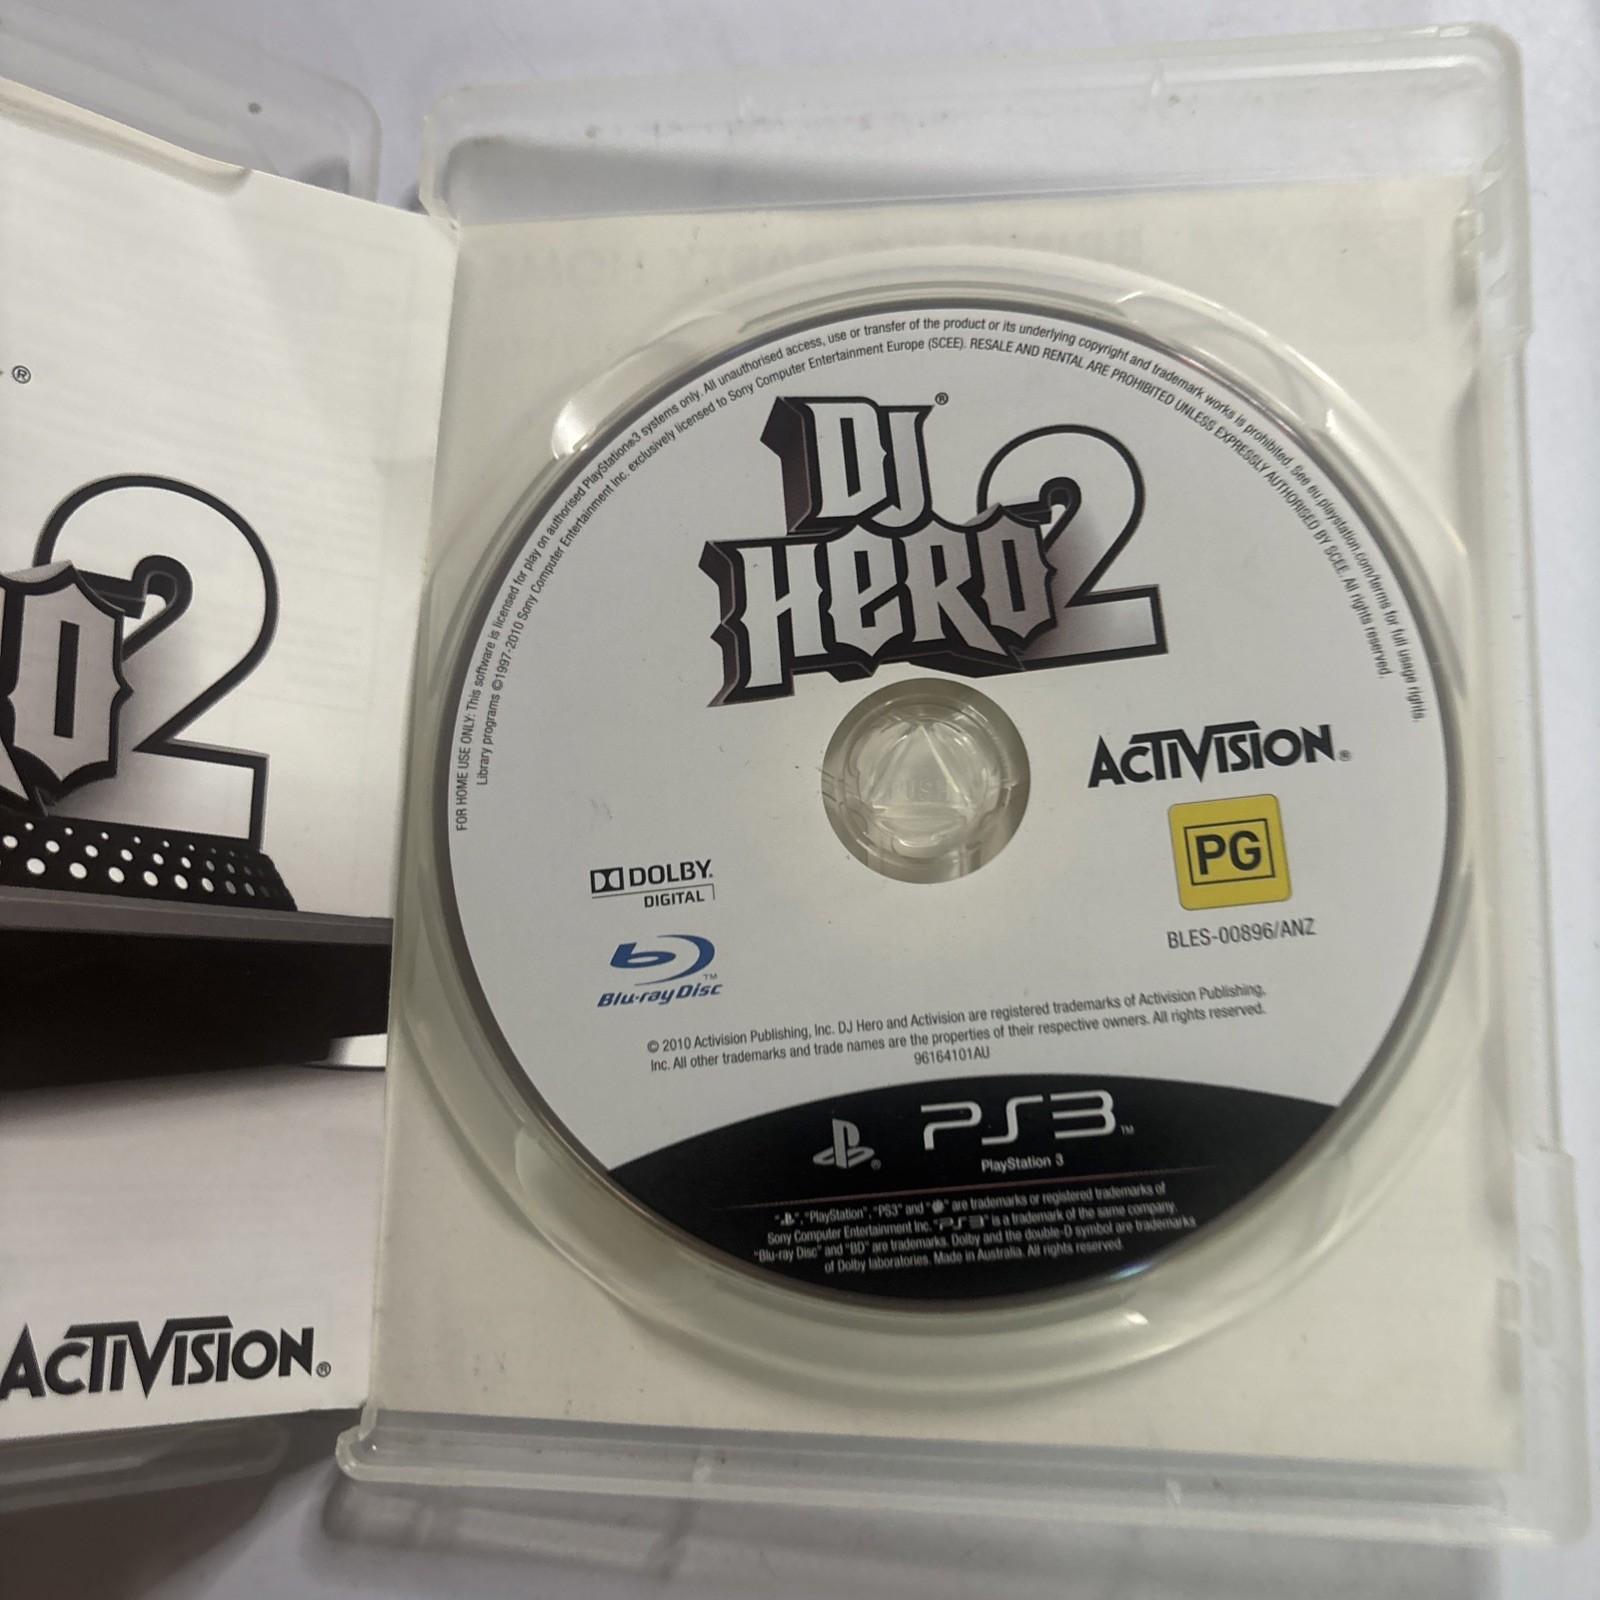 FOR HOME USE ONLY: This software is licensed for play on authorised PlayStation®3 systems only. All unauthorised access, use or transfer of the product or its underlying copyright and trademark works is prohibited. See eu.playstation.com/terms for full usage rights.
Library programs ©1997-2010 Sony Computer Entertainment Inc. exclusively licensed to Sony Computer Entertainment Europe (SCEE). RESALE AND RENTAL ARE PROHIBITED UNLESS EXPRESSLY AUTHORISED BY SCEE. All rights reserved.
®
DJ®
HERO 2
RO 2
ACTIVISION®
PUSH
PG
BLES-00896/ANZ
DOLBY®
DIGITAL
™
Blu-ray Disc
© 2010 Activision Publishing, Inc. DJ Hero and Activision are registered trademarks of Activision Publishing,
Inc. All other trademarks and trade names are the properties of their respective owners. All rights reserved.
96164101AU
® PS3™
PlayStation 3
" ", "PlayStation", "PS3" and " " are trademarks or registered trademarks of
Sony Computer Entertainment Inc. "PS3" is a trademark of the same company.
"Blu-ray Disc" and "BD" are trademarks. Dolby and the double-D symbol are trademarks
of Dolby laboratories. Made in Australia. All rights reserved.
ACTIVISION®